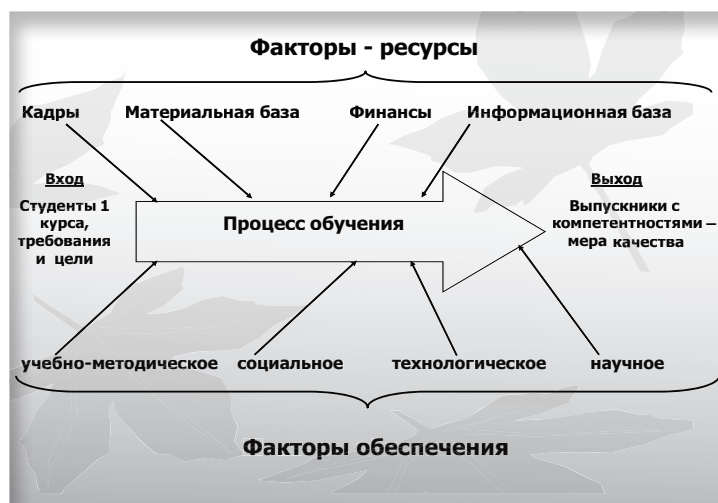 Факторы - ресурсы
Кадры
Материальная база
Финансы
Информационная база
Вход
Студенты 1
курса,
требования
и цели
Процесс обучения
Выход
Выпускники с
компетентностями –
мера качества
учебно-методическое
социальное
технологическое
научное
Факторы обеспечения